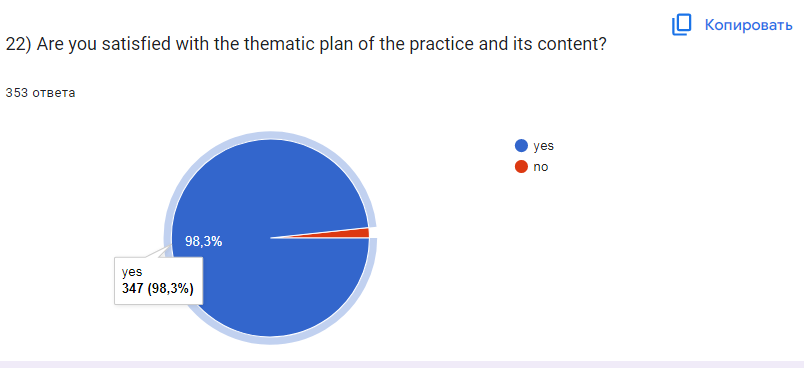 Копировать
22) Are you satisfied with the thematic plan of the practice and its content?
353 ответа
yes
no
98,3%
yes
347 (98,3%)